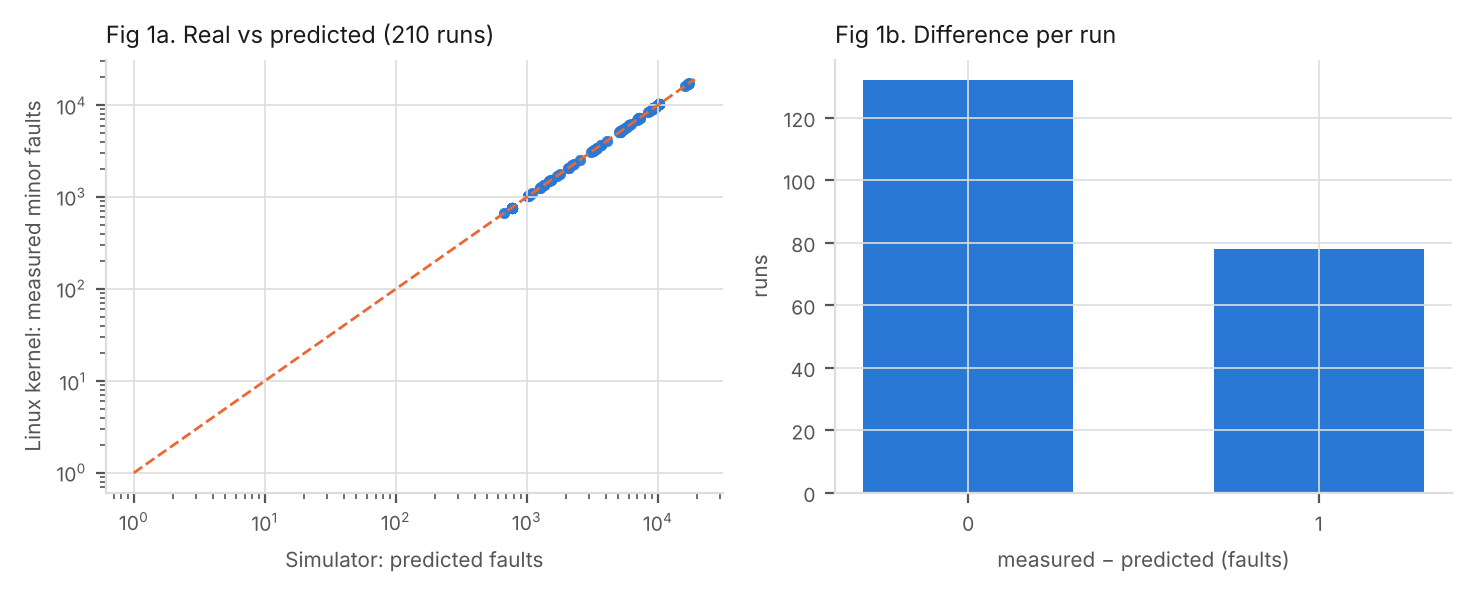 Fig 1a. Real vs predicted (210 runs)
Linux kernel: measured minor faults
10⁴
10³
10²
10¹
10⁰
10⁰ 10¹ 10² 10³ 10⁴
Simulator: predicted faults
Fig 1b. Difference per run
runs
120
100
80
60
40
20
0
0 1
measured − predicted (faults)